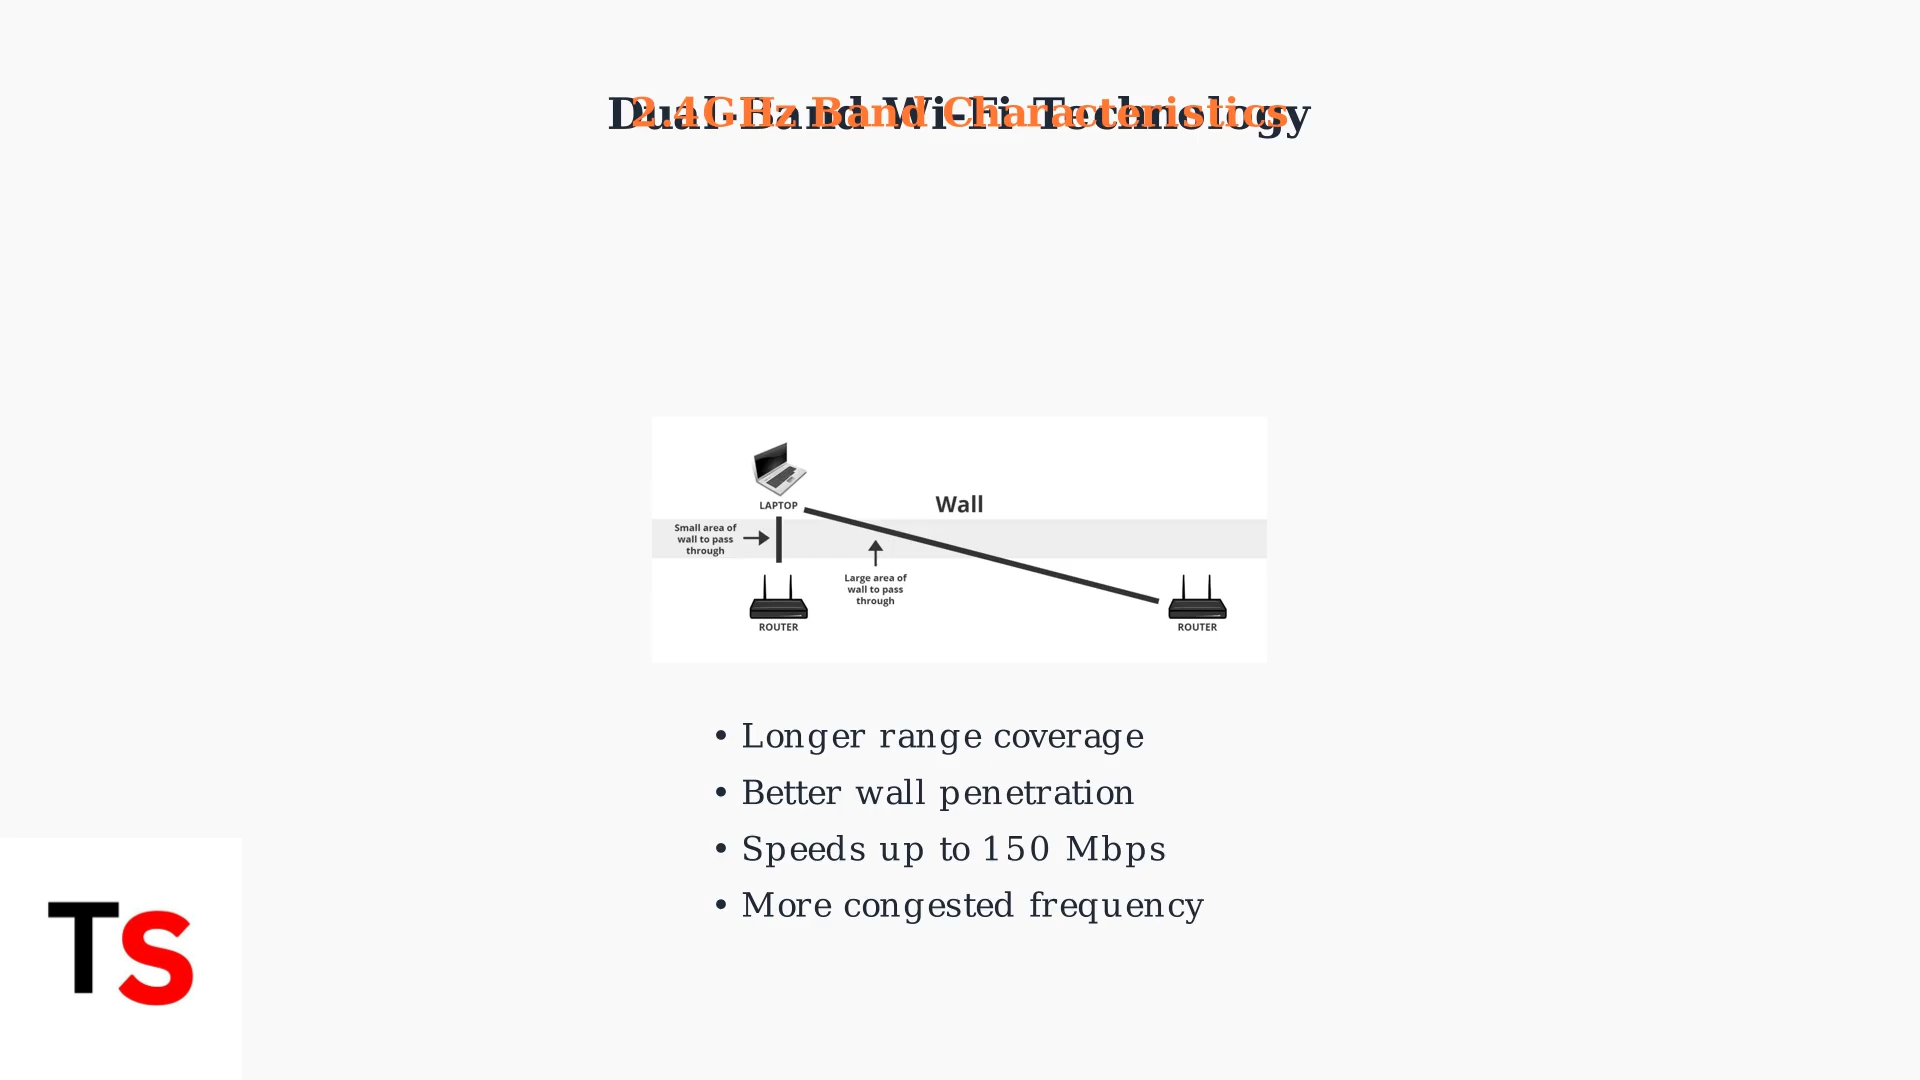 Dual-Band Wi-Fi Technology
2.4GHz Band Characteristics
LAPTOP
Wall
Small area of
wall to pass
through
Large area of
wall to pass
through
ROUTER
ROUTER
• Longer range coverage
• Better wall penetration
• Speeds up to 150 Mbps
• More congested frequency
TS